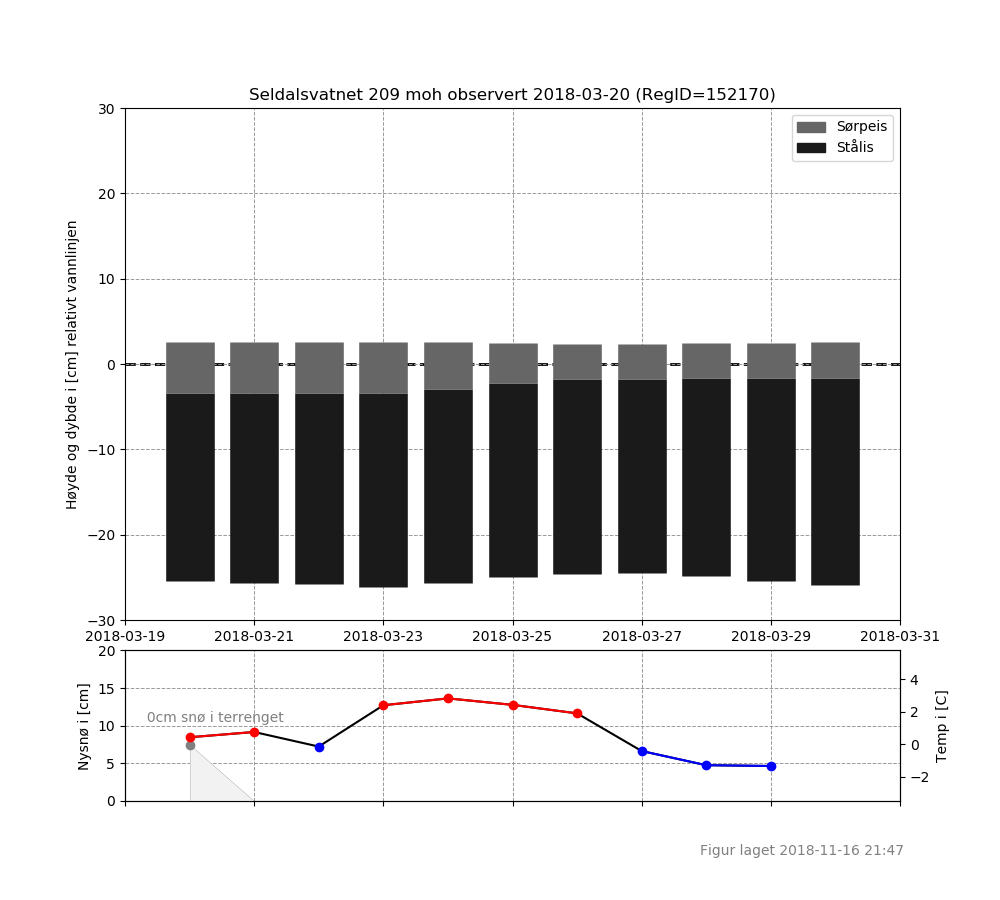 Seldalsvatnet 209 moh observert 2018-03-20 (RegID=152170)
Høyde og dybde i [cm] relativt vannlinjen
30
20
10
0
−10
−20
−30
Sørpeis
Stålis
2018-03-19 2018-03-21 2018-03-23 2018-03-25 2018-03-27 2018-03-29 2018-03-31
Nysnø i [cm]
20
15
10
5
0
0cm snø i terrenget
4
2
0
−2
Temp i [C]
Figur laget 2018-11-16 21:47